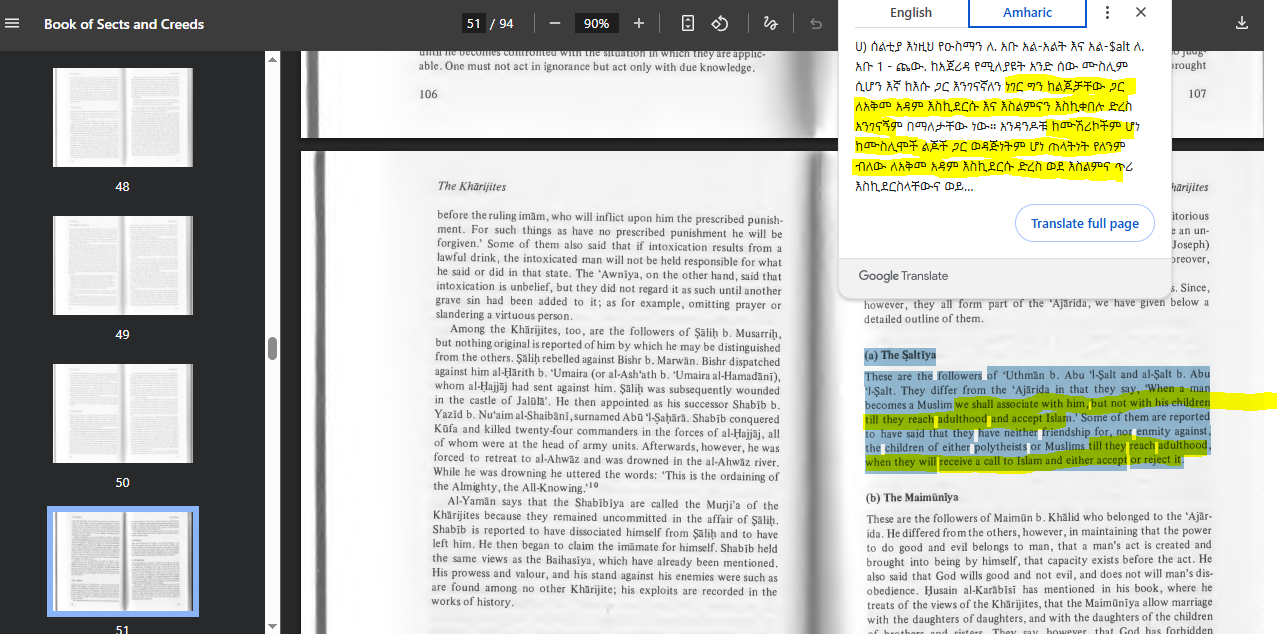 Book of Sects and Creeds
51 / 94
90%
48
49
50
51
English
Amharic
ሀ) ሰልቲያ እነዚህ የዑስማን ለ. አቡ አል-አልት እና አል-$alt ለ.
አቡ 1 - ጨው. ከአጃሪዳ የሚለያዩት አንድ ሰው ሙስሊም
ሲሆን እኛ ከእሱ ጋር እንገናኛለን ነገር ግን ከልጆቻቸው ጋር
ለአቅመ አዳም እስኪደርሱ እና እስልምናን እስኪቀበሉ ድረስ
አንገናኝም በማለታቸው ነው። አንዳንዶቹ ከሙሽሪኮችም ሆነ
ከሙስሊሞች ልጆች ጋር ወዳጅነትም ሆነ ጠላትነት የለንም
ብለው ለአቅመ አዳም እስኪደርሱ ድረስ ወደ እስልምና ጥሪ
እስኪደርስላቸውና ወይ...
Translate full page
Google Translate
until he becomes confronted with the situation in which they are applic-
able. One must not act in ignorance but act only with due knowledge.
106
brought
107
The Khārijites
before the ruling imām, who will inflict upon him the prescribed punish-
ment. For such things as have no prescribed punishment he will be
forgiven.' Some of them also said that if intoxication results from a
lawful drink, the intoxicated man will not be held responsible for what
he said or did in that state. The 'Awnīya, on the other hand, said that
intoxication is unbelief, but they did not regard it as such until another
grave sin had been added to it; as for example, omitting prayer or
slandering a virtuous person.
Among the Khārijites, too, are the followers of Ṣāliḥ b. Musarriḥ,
but nothing original is reported of him by which he may be distinguished
from the others. Ṣāliḥ rebelled against Bishr b. Marwān. Bishr dispatched
against him al-Ḥārith b. 'Umaira (or al-Ash'ath b. 'Umaira al-Hamadānī),
whom al-Ḥajjāj had sent against him. Ṣāliḥ was subsequently wounded
in the castle of Jalūlā'. He then appointed as his successor Shabīb b.
Yazīd b. Nu'aim al-Shaibānī, surnamed Abū 'l-Ṣaḥārā. Shabīb conquered
Kūfa and killed twenty-four commanders in the forces of al-Ḥajjāj, all
of whom were at the head of army units. Afterwards, however, he was
forced to retreat to al-Ahwāz and was drowned in the al-Ahwāz river.
While he was drowning he uttered the words: 'This is the ordaining of
the Almighty, the All-Knowing.'10
Al-Yamān says that the Shabībīya are called the Murji'a of the
Khārijites because they remained uncommitted in the affair of Ṣāliḥ.
Shabīb is reported to have dissociated himself from Ṣāliḥ and to have
left him. He then began to claim the imāmate for himself. Shabīb held
the same views as the Baihasīya, which have already been mentioned.
His prowess and valour, and his stand against his enemies were such as
are found among no other Khārijite; his exploits are recorded in the
works of history.
hārijites
itorious
e an un-
Joseph)
oreover,
s. Since,
however, they all form part of the 'Ajārida, we have given below a
detailed outline of them.
(a) The Ṣaltīya
These are the followers of 'Uthmān b. Abu 'l-Ṣalt and al-Ṣalt b. Abu
'l-Ṣalt. They differ from the 'Ajārida in that they say, 'When a man
becomes a Muslim we shall associate with him, but not with his children
till they reach adulthood and accept Islam.' Some of them are reported
to have said that they have neither friendship for, nor enmity against,
the children of either polytheists or Muslims till they reach adulthood,
when they will receive a call to Islam and either accept or reject it.
(b) The Maimūnīya
These are the followers of Maimūn b. Khālid who belonged to the 'Ajār-
ida. He differed from the others, however, in maintaining that the power
to do good and evil belongs to man, that a man's act is created and
brought into being by himself, that capacity exists before the act. He
also said that God wills good and not evil, and does not will man's dis-
obedience. Ḥusain al-Karābīsī has mentioned in his book, where he
treats of the views of the Khārijites, that the Maimūnīya allow marriage
with the daughters of daughters, and with the daughters of the children
of brothers and sisters. They say, however, that God has forbidden